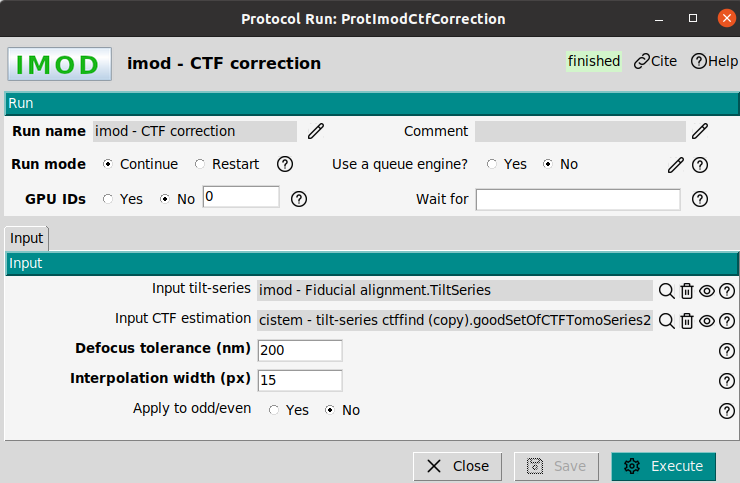 Protocol Run: ProtImodCtfCorrection
IMOD imod - CTF correction finished Cite Help
Run
Run name imod - CTF correction Comment
Run mode Continue Restart Use a queue engine? Yes No
GPU IDs Yes No 0 Wait for
Input
Input
Input tilt-series imod - Fiducial alignment.TiltSeries
Input CTF estimation cistem - tilt-series ctffind (copy).goodSetOfCTFTomoSeries2
Defocus tolerance (nm) 200
Interpolation width (px) 15
Apply to odd/even Yes No
Close Save Execute